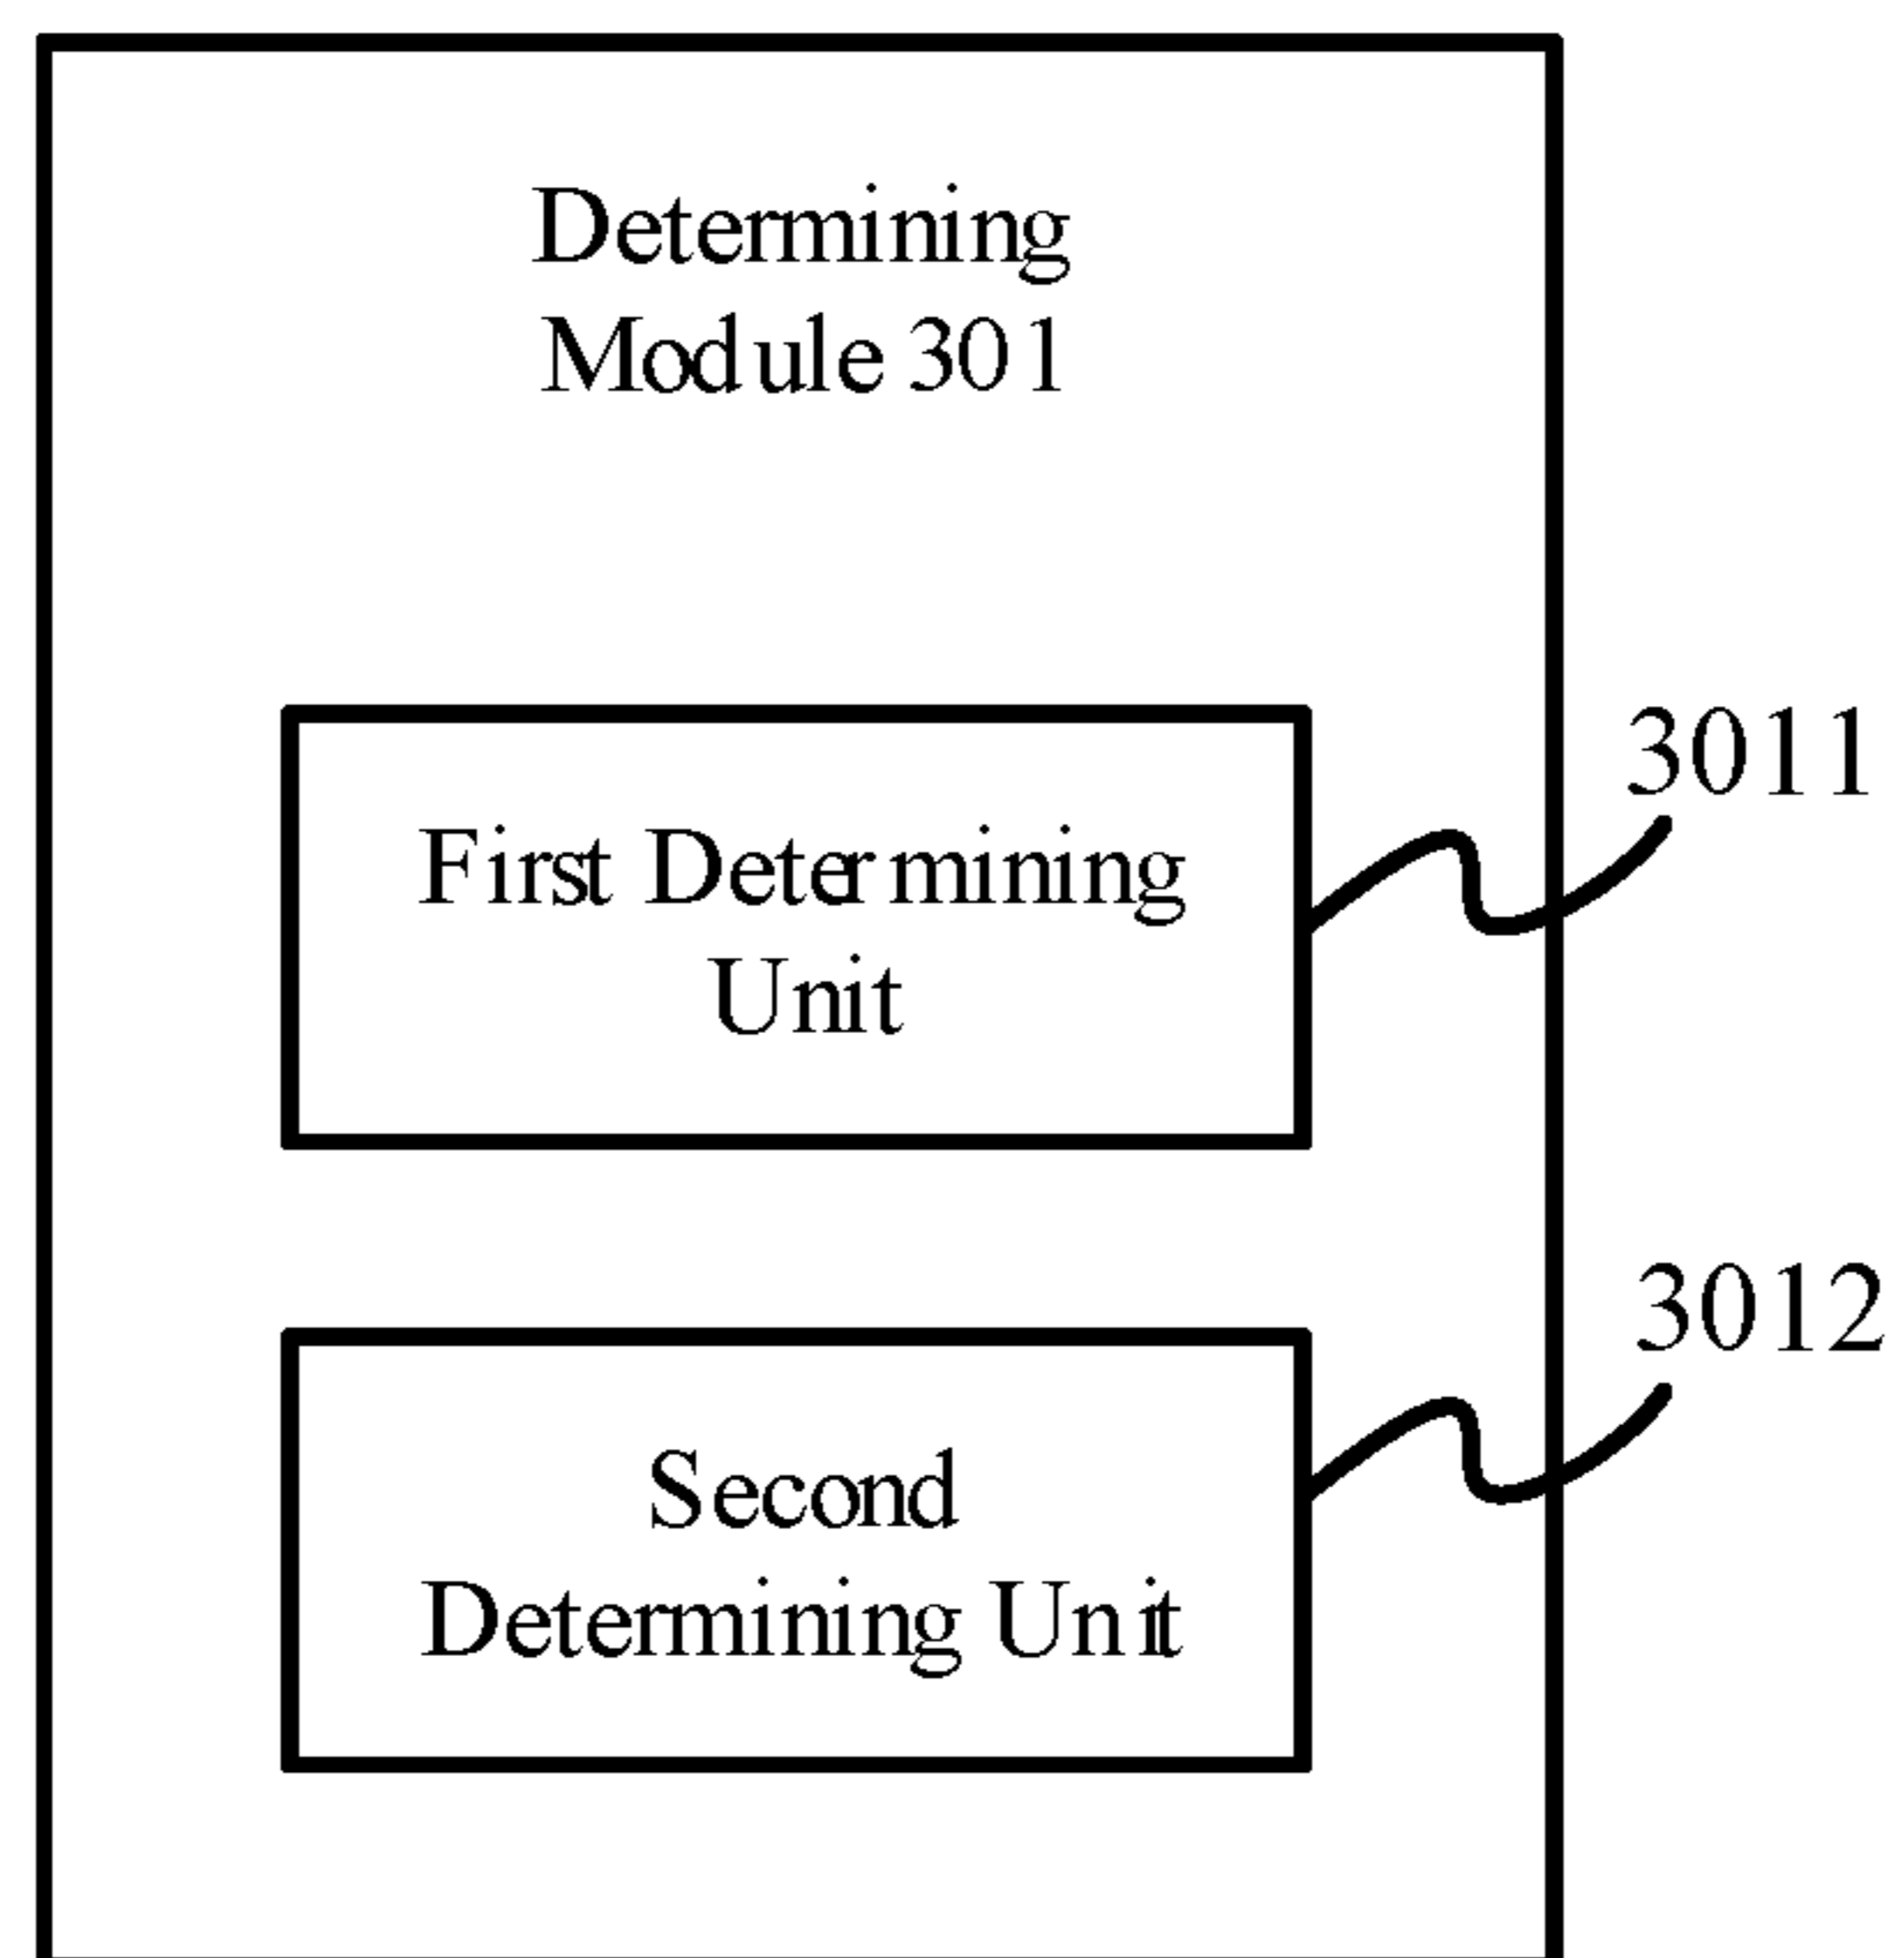 Determining
Module 301
3011
First Determining
Unit
3012
Second
Determining Unit